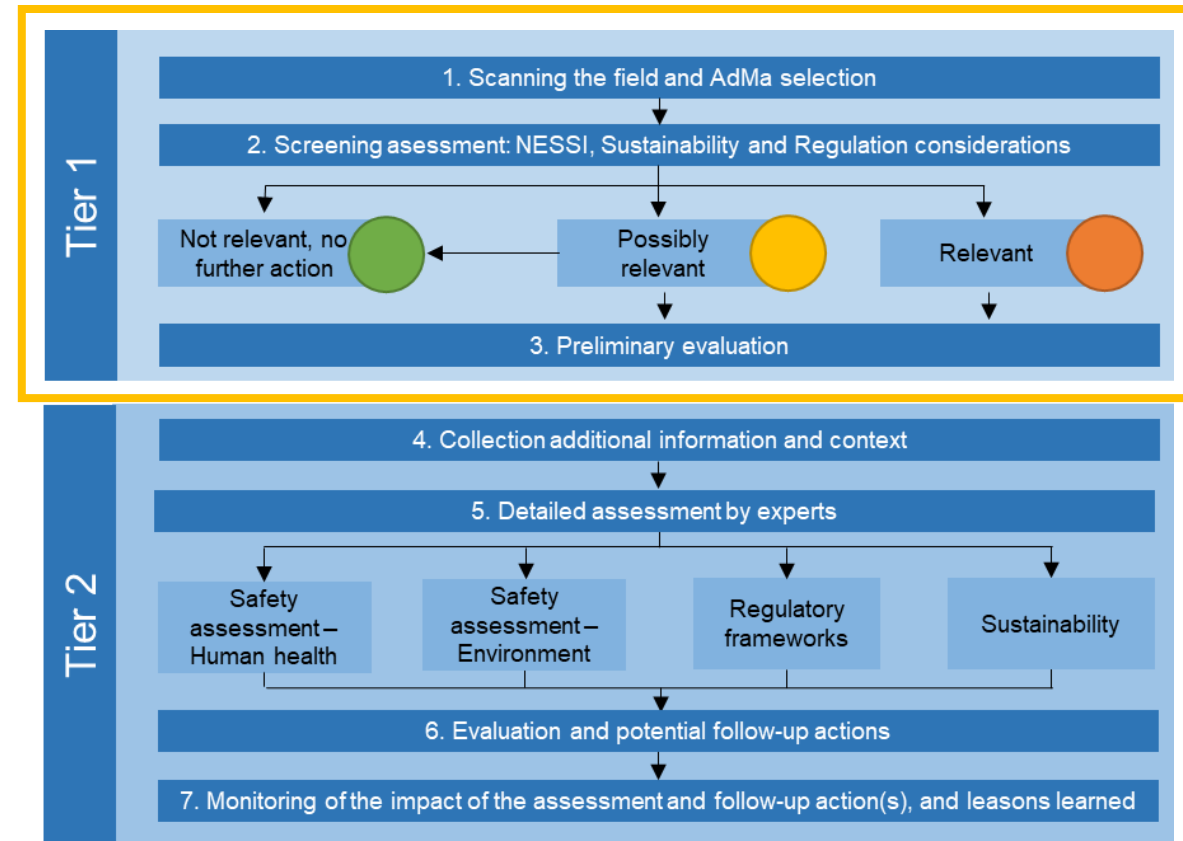 Tier 1
1. Scanning the field and AdMa selection
2. Screening asessment: NESSI, Sustainability and Regulation considerations
Not relevant, no
further action
Possibly
relevant
Relevant
3. Preliminary evaluation
Tier 2
4. Collection additional information and context
5. Detailed assessment by experts
Safety
assessment –
Human health
Safety
assessment –
Environment
Regulatory
frameworks
Sustainability
6. Evaluation and potential follow-up actions
7. Monitoring of the impact of the assessment and follow-up action(s), and leasons learned